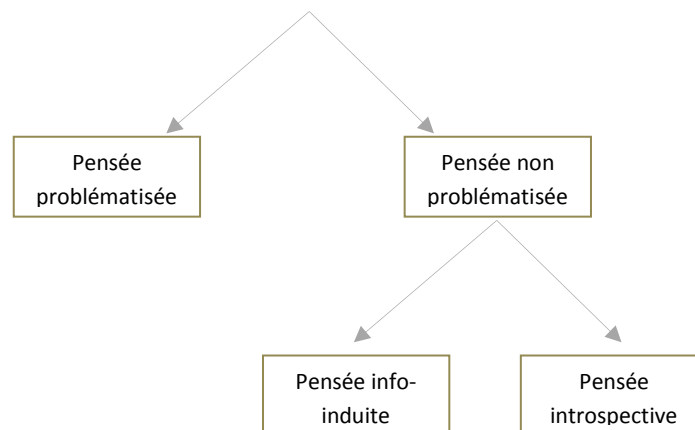 Pensée
problématisée
Pensée non
problématisée
Pensée info-
induite
Pensée
introspective